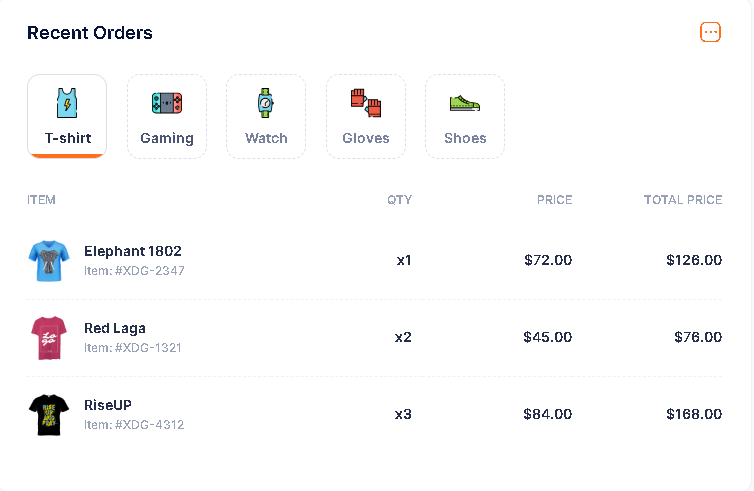 Recent Orders
T-shirt Gaming Watch Gloves Shoes
ITEM QTY PRICE TOTAL PRICE
Elephant 1802
Item: #XDG-2347
x1 $72.00 $126.00
Red Laga
Item: #XDG-1321
x2 $45.00 $76.00
RiseUP
Item: #XDG-4312
x3 $84.00 $168.00